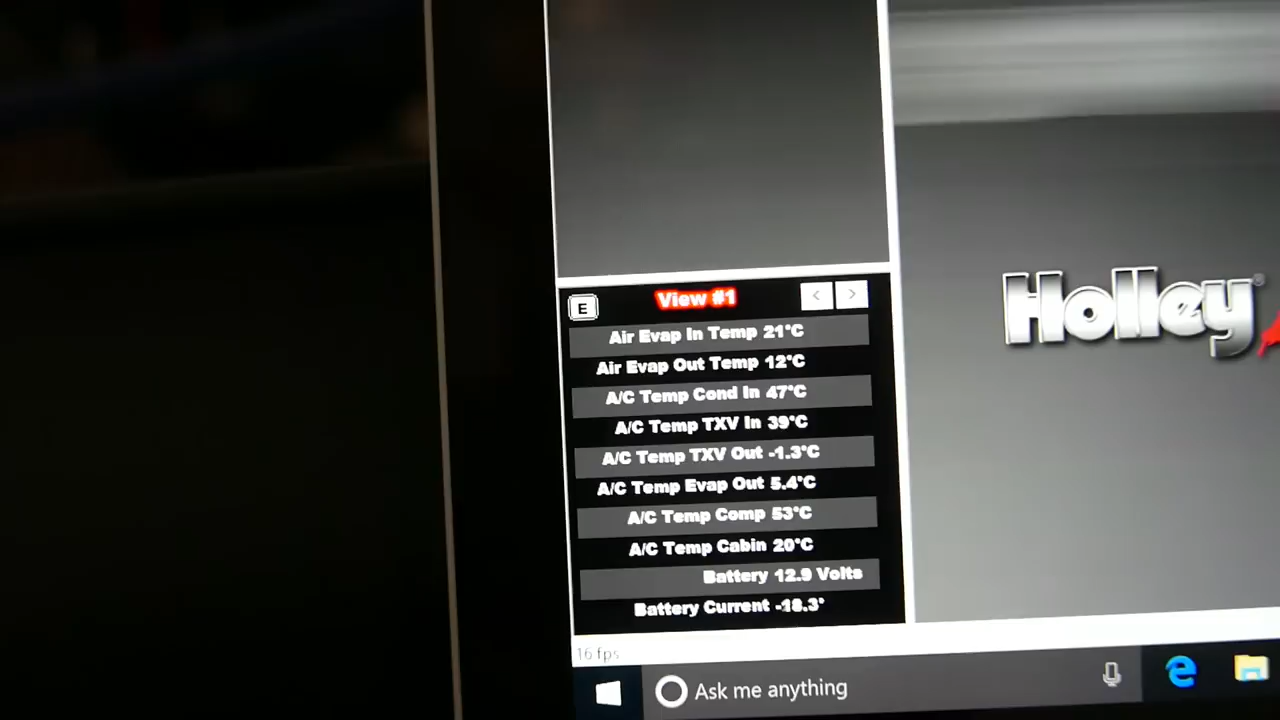 Holley®
E
View #1
< >
Air Evap In Temp 21°C
Air Evap Out Temp 12°C
A/C Temp Cond In 47°C
A/C Temp TXV In 39°C
A/C Temp TXV Out -1.3°C
A/C Temp Evap Out 5.4°C
A/C Temp Comp 53°C
A/C Temp Cabin 20°C
Battery 12.9 Volts
Battery Current -18.3°
16 fps
Ask me anything